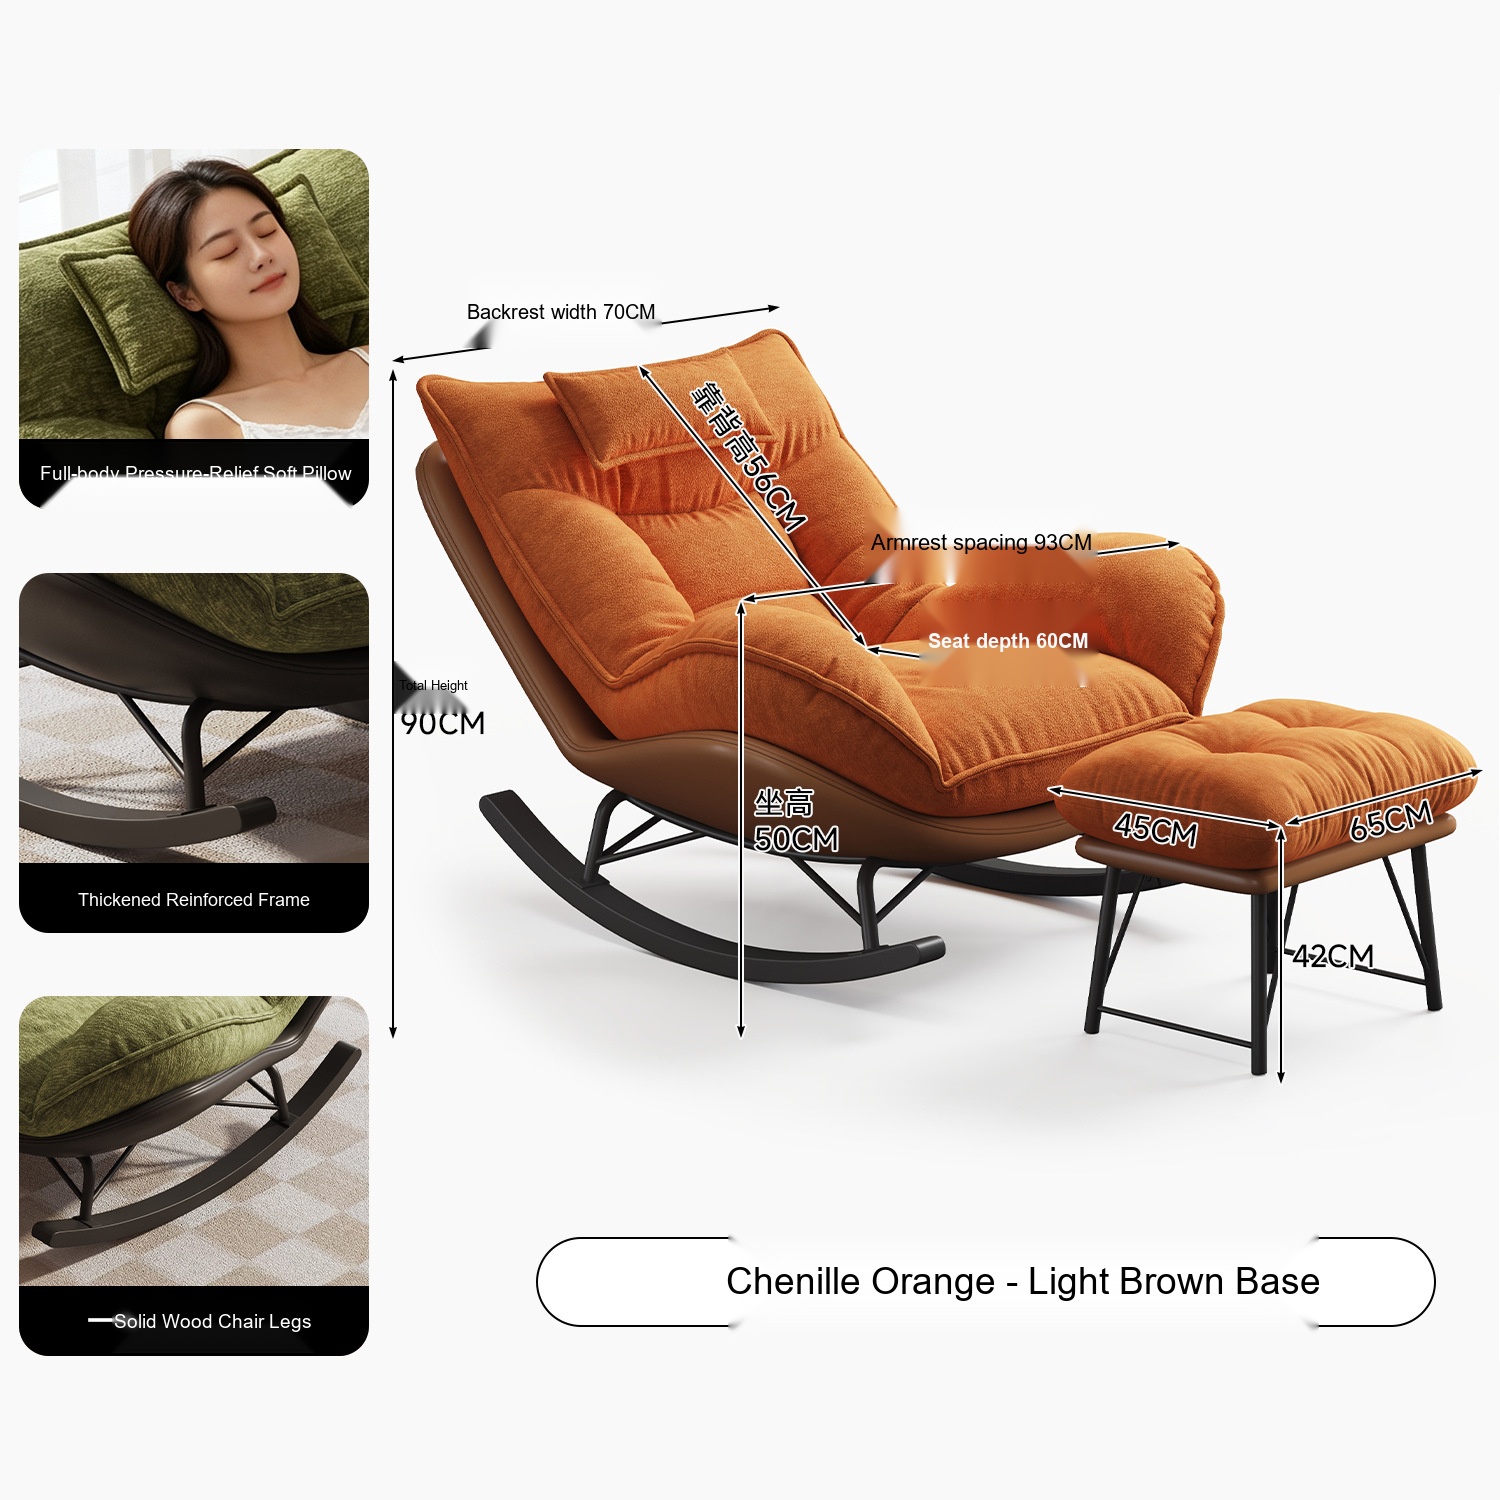 Backrest width 70CM
靠背高56CM
Armrest spacing 93CM
Seat depth 60CM
Total Height
90CM
坐高
50CM
45CM
65CM
42CM
Full-body Pressure-Relief Soft Pillow
Thickened Reinforced Frame
Solid Wood Chair Legs
Chenille Orange - Light Brown Base